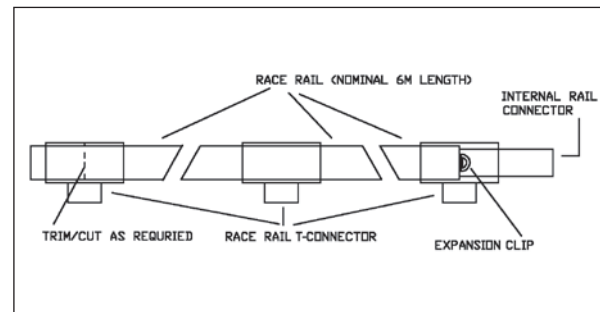 RACE RAIL (NOMINAL 6M LENGTH)
INTERNAL RAIL
CONNECTOR
TRIM/CUT AS REQURIED
RACE RAIL T-CONNECTOR
EXPANSION CLIP